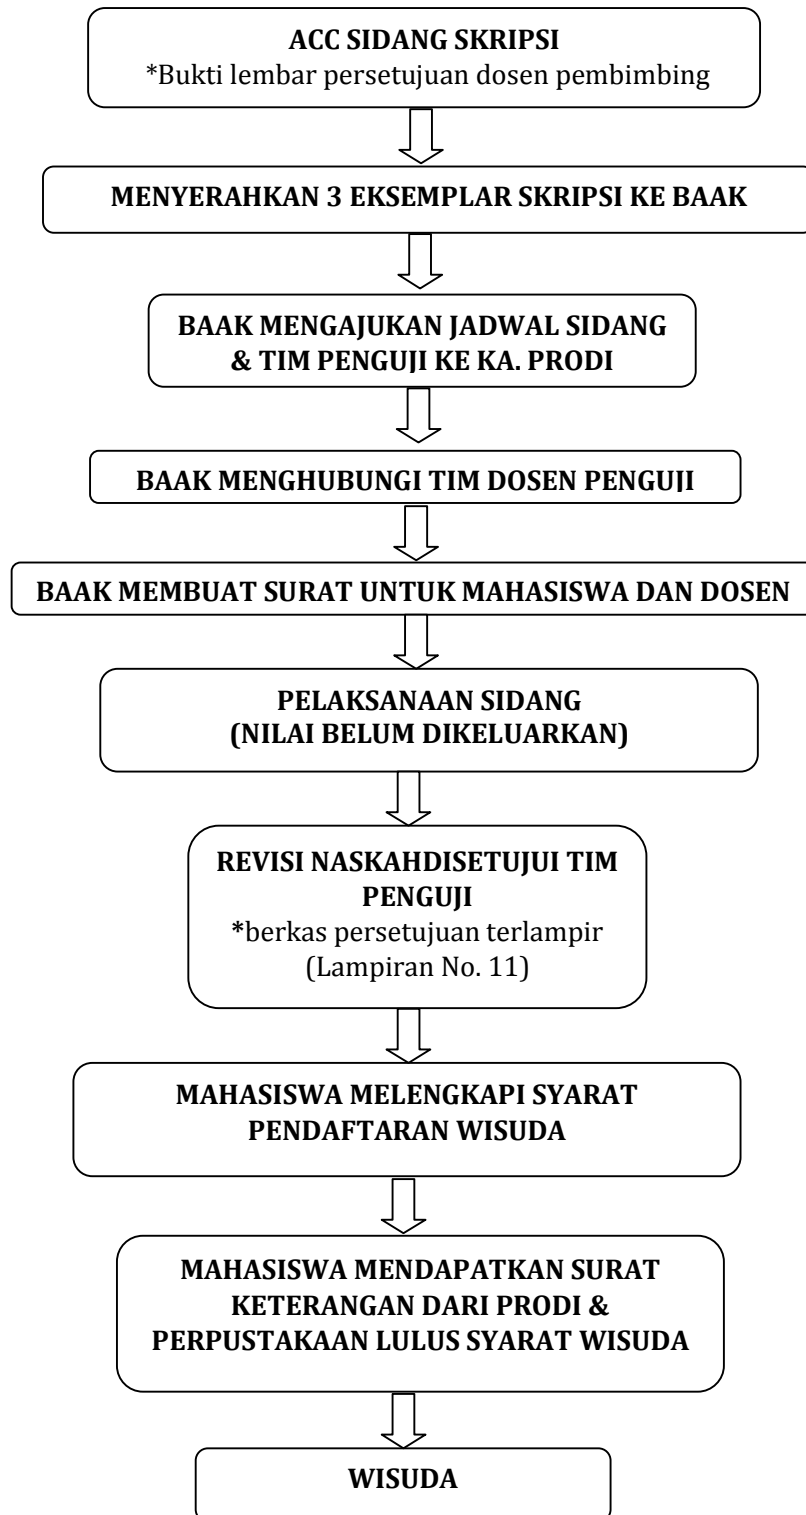 ACC SIDANG SKRIPSI
*Bukti lembar persetujuan dosen pembimbing
MENYERAHKAN 3 EKSEMPLAR SKRIPSI KE BAAK
BAAK MENGAJUKAN JADWAL SIDANG
& TIM PENGUJI KE KA. PRODI
BAAK MENGHUBUNGI TIM DOSEN PENGUJI
BAAK MEMBUAT SURAT UNTUK MAHASISWA DAN DOSEN
PELAKSANAAN SIDANG
(NILAI BELUM DIKELUARKAN)
REVISI NASKAHDISETUJUI TIM
PENGUJI
*berkas persetujuan terlampir
(Lampiran No. 11)
MAHASISWA MELENGKAPI SYARAT
PENDAFTARAN WISUDA
MAHASISWA MENDAPATKAN SURAT
KETERANGAN DARI PRODI &
PERPUSTAKAAN LULUS SYARAT WISUDA
WISUDA